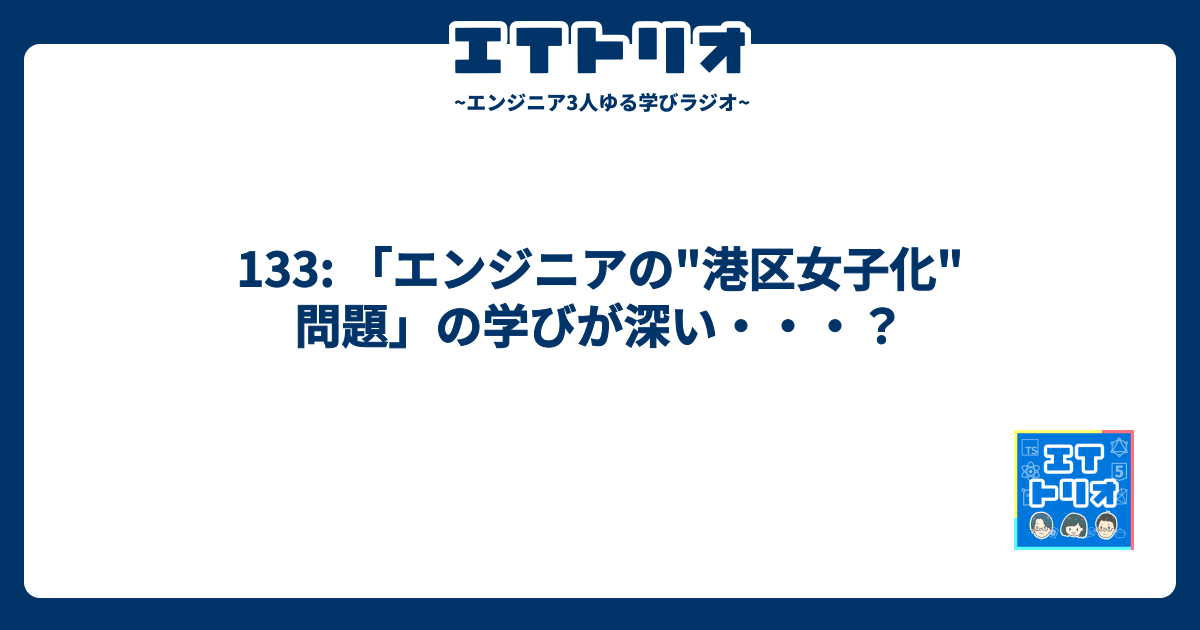 エイトリオ
~エンジニア3人ゆる学びラジオ~
133: 「エンジニアの"港区女子化"
問題」の学びが深い・・・？
TS
エイ
5
トリオ